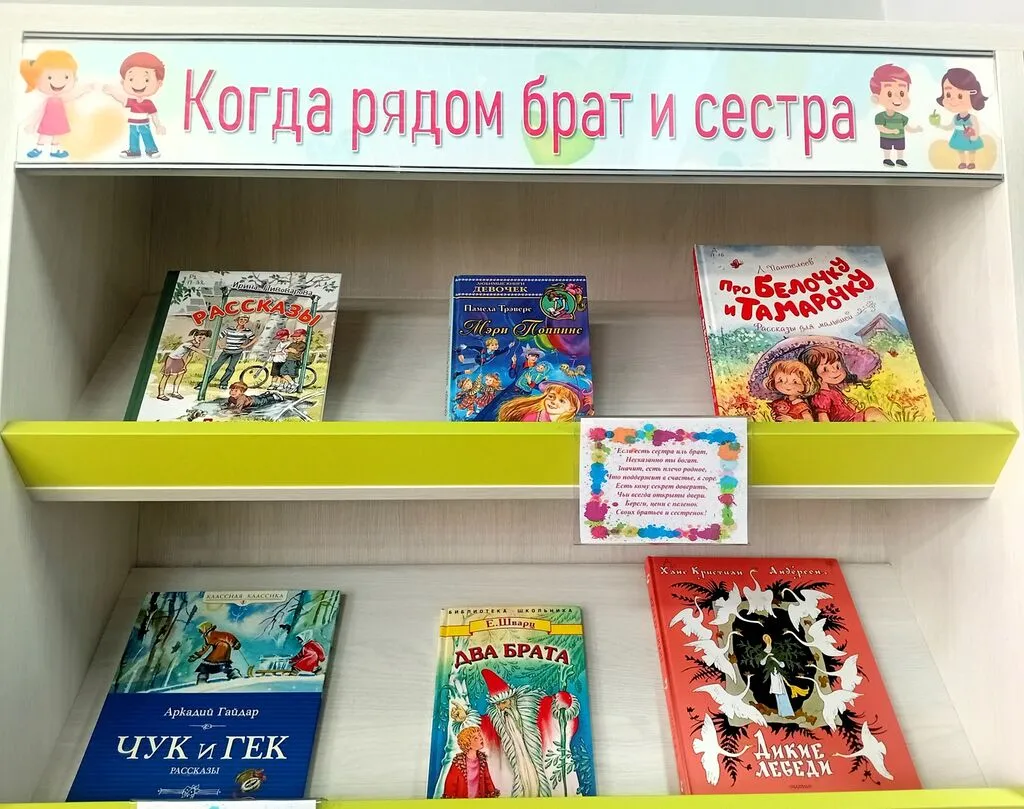 Когда рядом брат и сестра
Ирина Пивоварова
РАССКАЗЫ
ЛЮБИМЫЕ КНИГИ
ДЕВОЧЕК
Памела Трэверс
Мэри Поппинс
Л. Пантелеев
Про БЕЛОЧКУ
и ТАМАРОЧКУ
Рассказы для малышей
Если есть сестра иль брат,
Несказанно ты богат.
Значит, есть плечо родное,
Что поддержит в счастье, в горе.
Есть кому секрет доверить,
Чьи всегда открыты двери.
Береги, цени с пеленок
Своих братьев и сестренок!
КЛАССНАЯ КЛАССИКА
Аркадий Гайдар
ЧУК и ГЕК
РАССКАЗЫ
БИБЛИОТЕКА ШКОЛЬНИКА
Е. Шварц
ДВА БРАТА
Ханс Кристиан Андерсен
ДИКИЕ
ЛЕБЕДИ